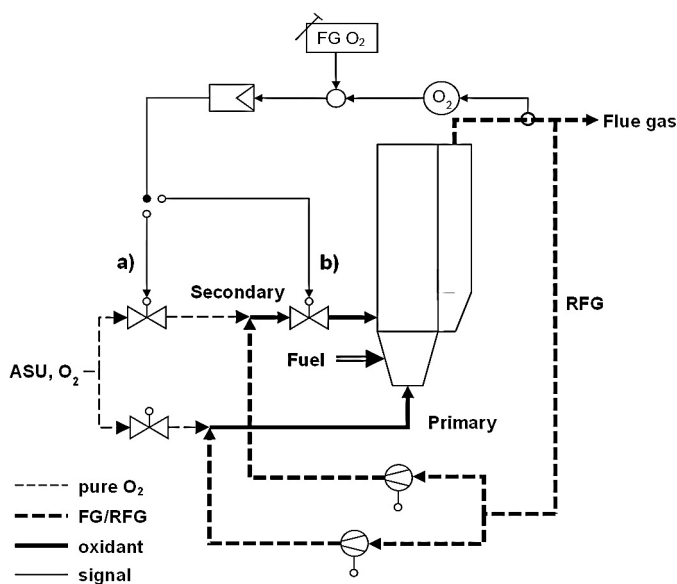 FG O₂
O₂
Flue gas
a)
b)
Secondary
RFG
Fuel
ASU, O₂
Primary
pure O₂
FG/RFG
oxidant
signal